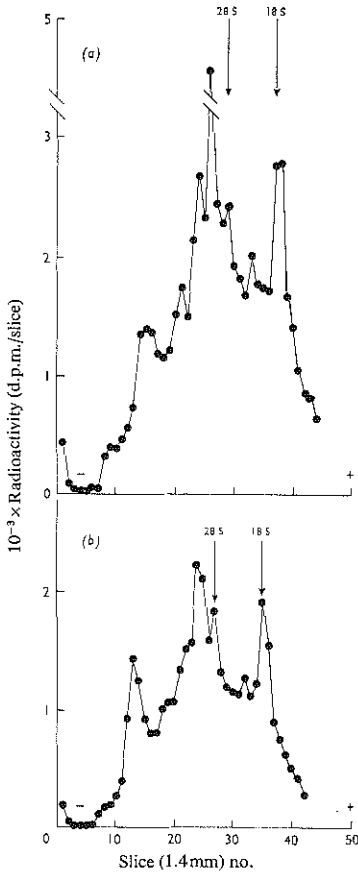 28 S 18 S
5
(a)
3
2
1
0
− +
(b)
28 S 18 S
2
1
0
− +
0 10 20 30 40 50
Slice (1.4mm) no.
10⁻³ × Radioactivity (d.p.m./slice)